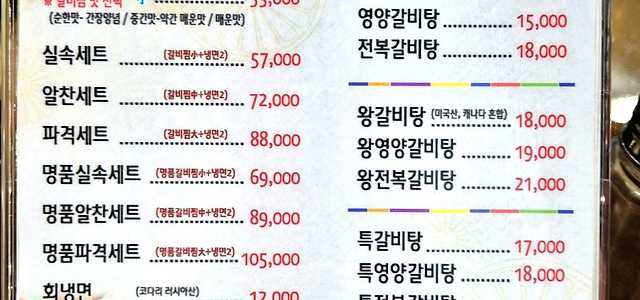 ※ 갈비찜 맛 선택
(순한맛- 간장양념 / 중간맛-약간 매운맛 / 매운맛)
실속세트 (갈비찜小+냉면2) 57,000
알찬세트 (갈비찜中+냉면2) 72,000
파격세트 (갈비찜大+냉면2) 88,000
명품실속세트 (명품갈비찜小+냉면2) 69,000
명품알찬세트 (명품갈비찜中+냉면2) 89,000
명품파격세트 (명품갈비찜大+냉면2) 105,000
회냉면 (코다리 러시아산) 12,000
영양갈비탕 15,000
전복갈비탕 18,000
왕갈비탕 (미국산, 캐나다 혼합) 18,000
왕영양갈비탕 19,000
왕전복갈비탕 21,000
특갈비탕 17,000
특영양갈비탕 18,000